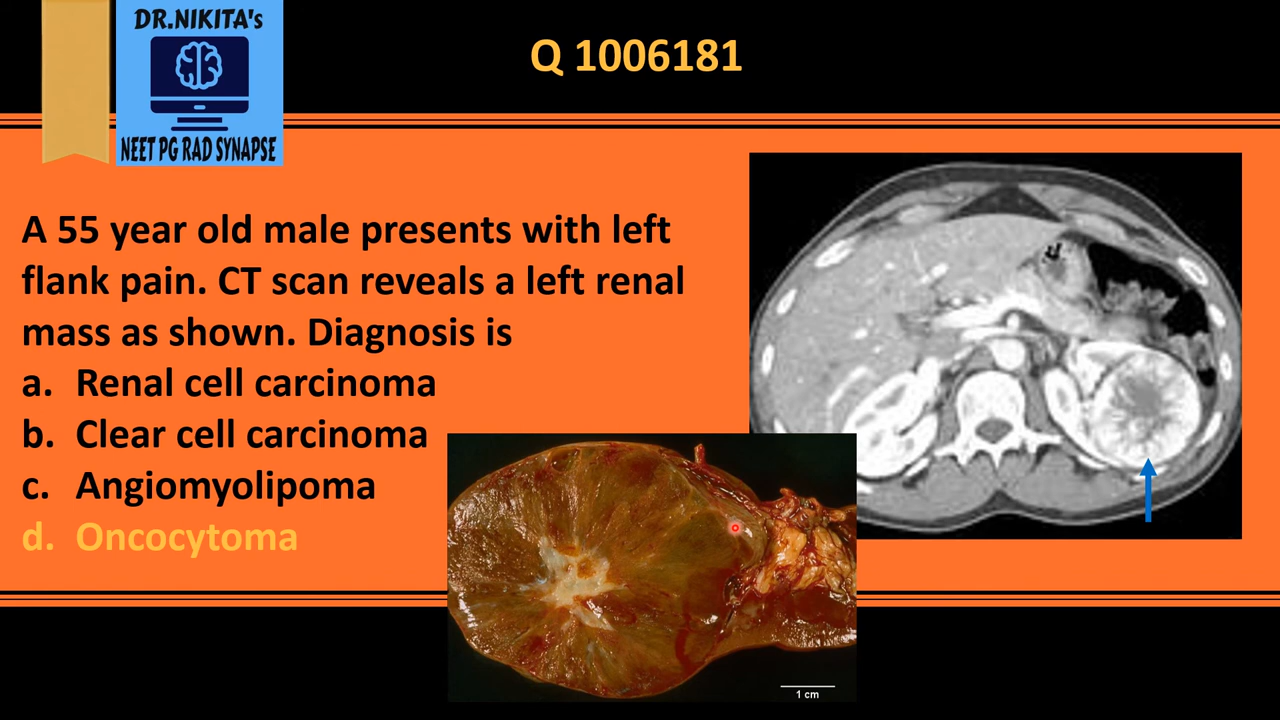 DR.NIKITA's
NEET PG RAD SYNAPSE
Q 1006181
A 55 year old male presents with left
flank pain. CT scan reveals a left renal
mass as shown. Diagnosis is
a. Renal cell carcinoma
b. Clear cell carcinoma
c. Angiomyolipoma
d. Oncocytoma
1 cm